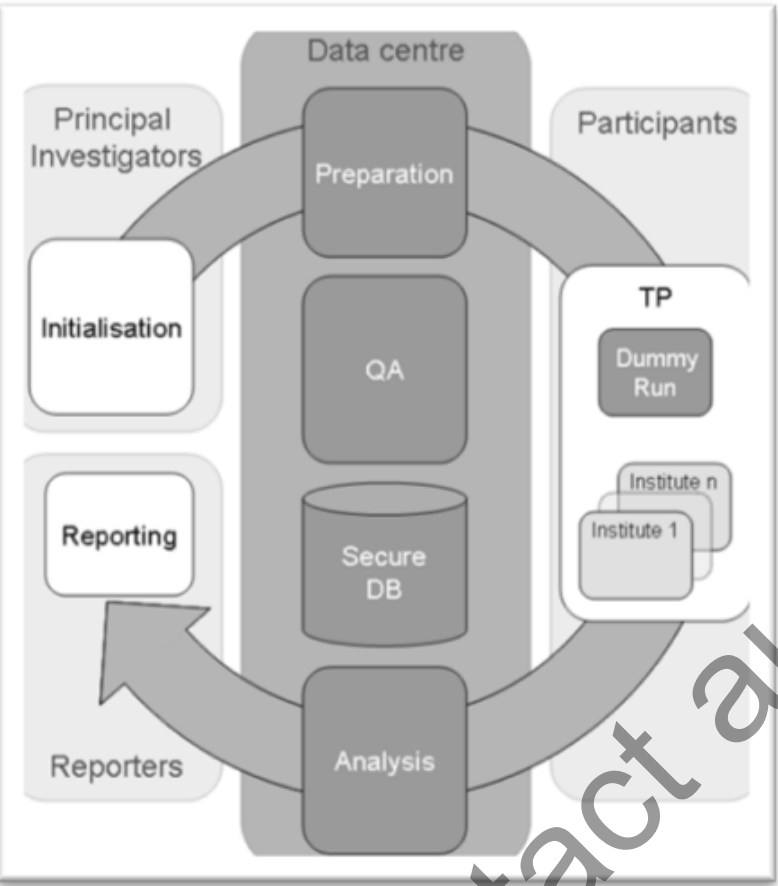 Data centre
Principal
Investigators
Participants
Preparation
Initialisation
TP
QA
Dummy
Run
Institute n
Institute 1
Reporting
Secure
DB
Analysis
Reporters